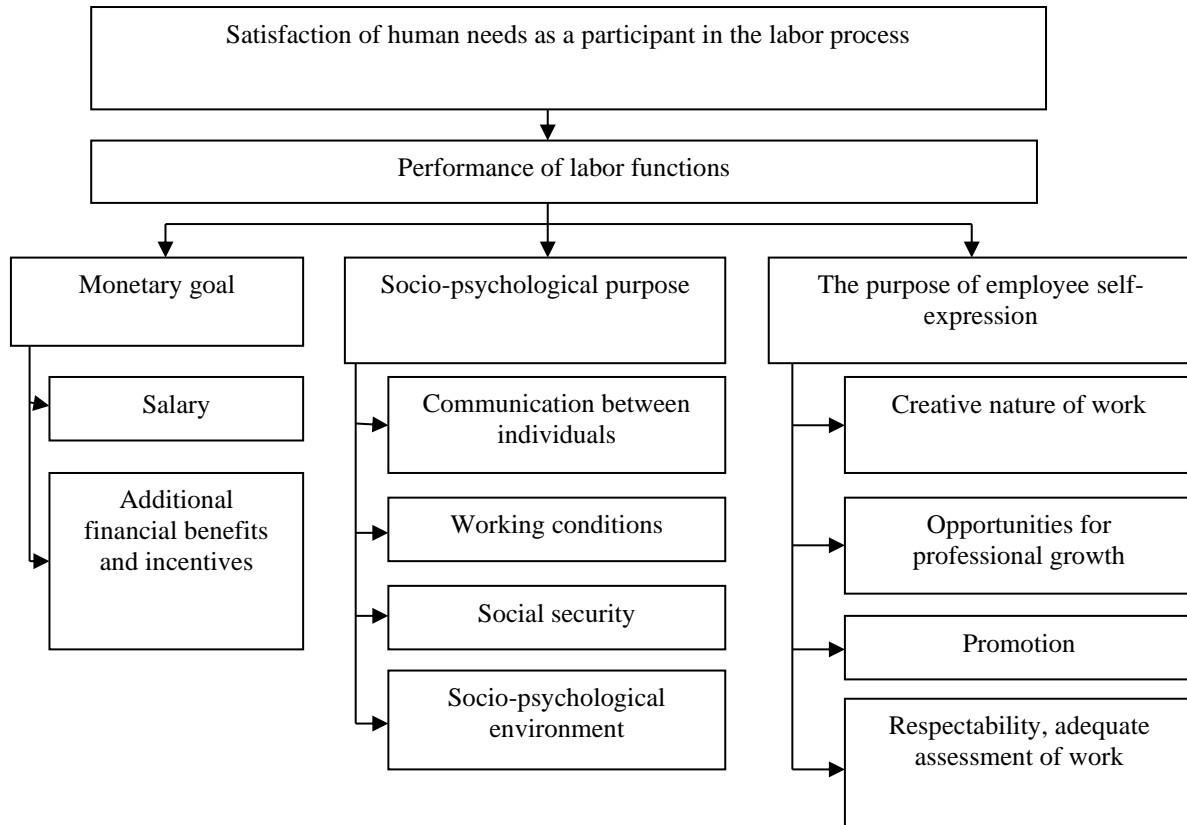 Satisfaction of human needs as a participant in the labor process
Performance of labor functions
Monetary goal
Salary
Additional
financial benefits
and incentives
Socio-psychological purpose
Communication between
individuals
Working conditions
Social security
Socio-psychological
environment
The purpose of employee self-
expression
Creative nature of work
Opportunities for
professional growth
Promotion
Respectability, adequate
assessment of work